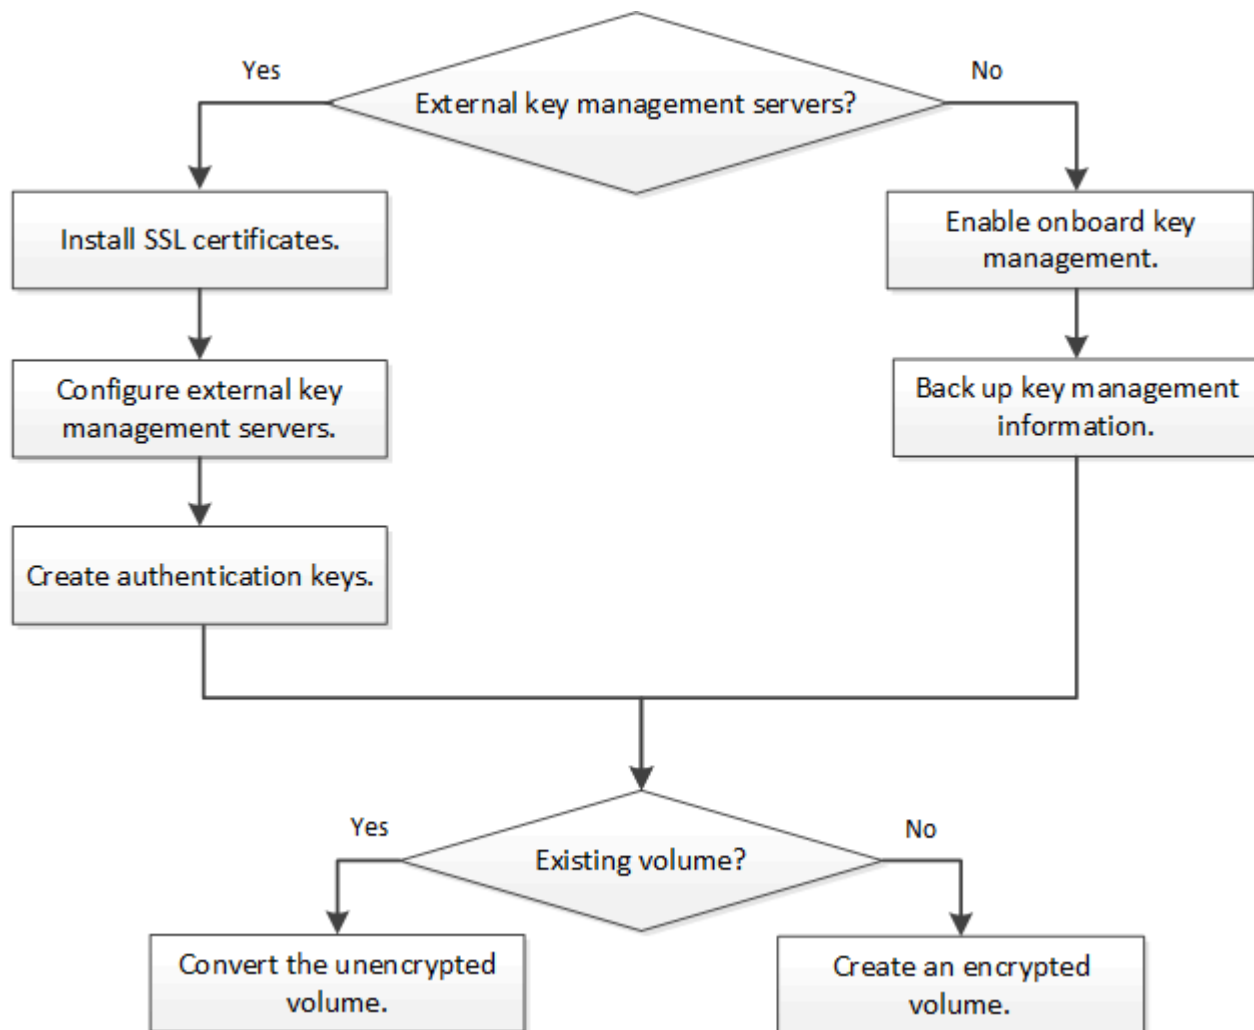 Yes
No
External key management servers?
Install SSL certificates.
Enable onboard key
management.
Configure external key
management servers.
Back up key management
information.
Create authentication keys.
Yes
No
Existing volume?
Convert the unencrypted
volume.
Create an encrypted
volume.